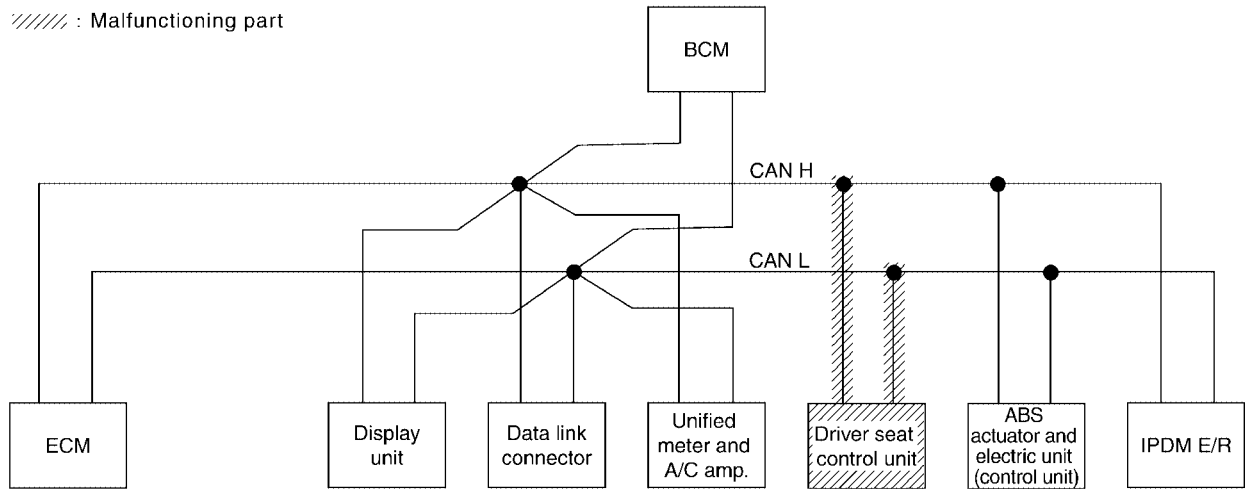 : Malfunctioning part
BCM
CAN H
CAN L
ECM
Display
unit
Data link
connector
Unified
meter and
A/C amp.
Driver seat
control unit
ABS
actuator and
electric unit
(control unit)
IPDM E/R